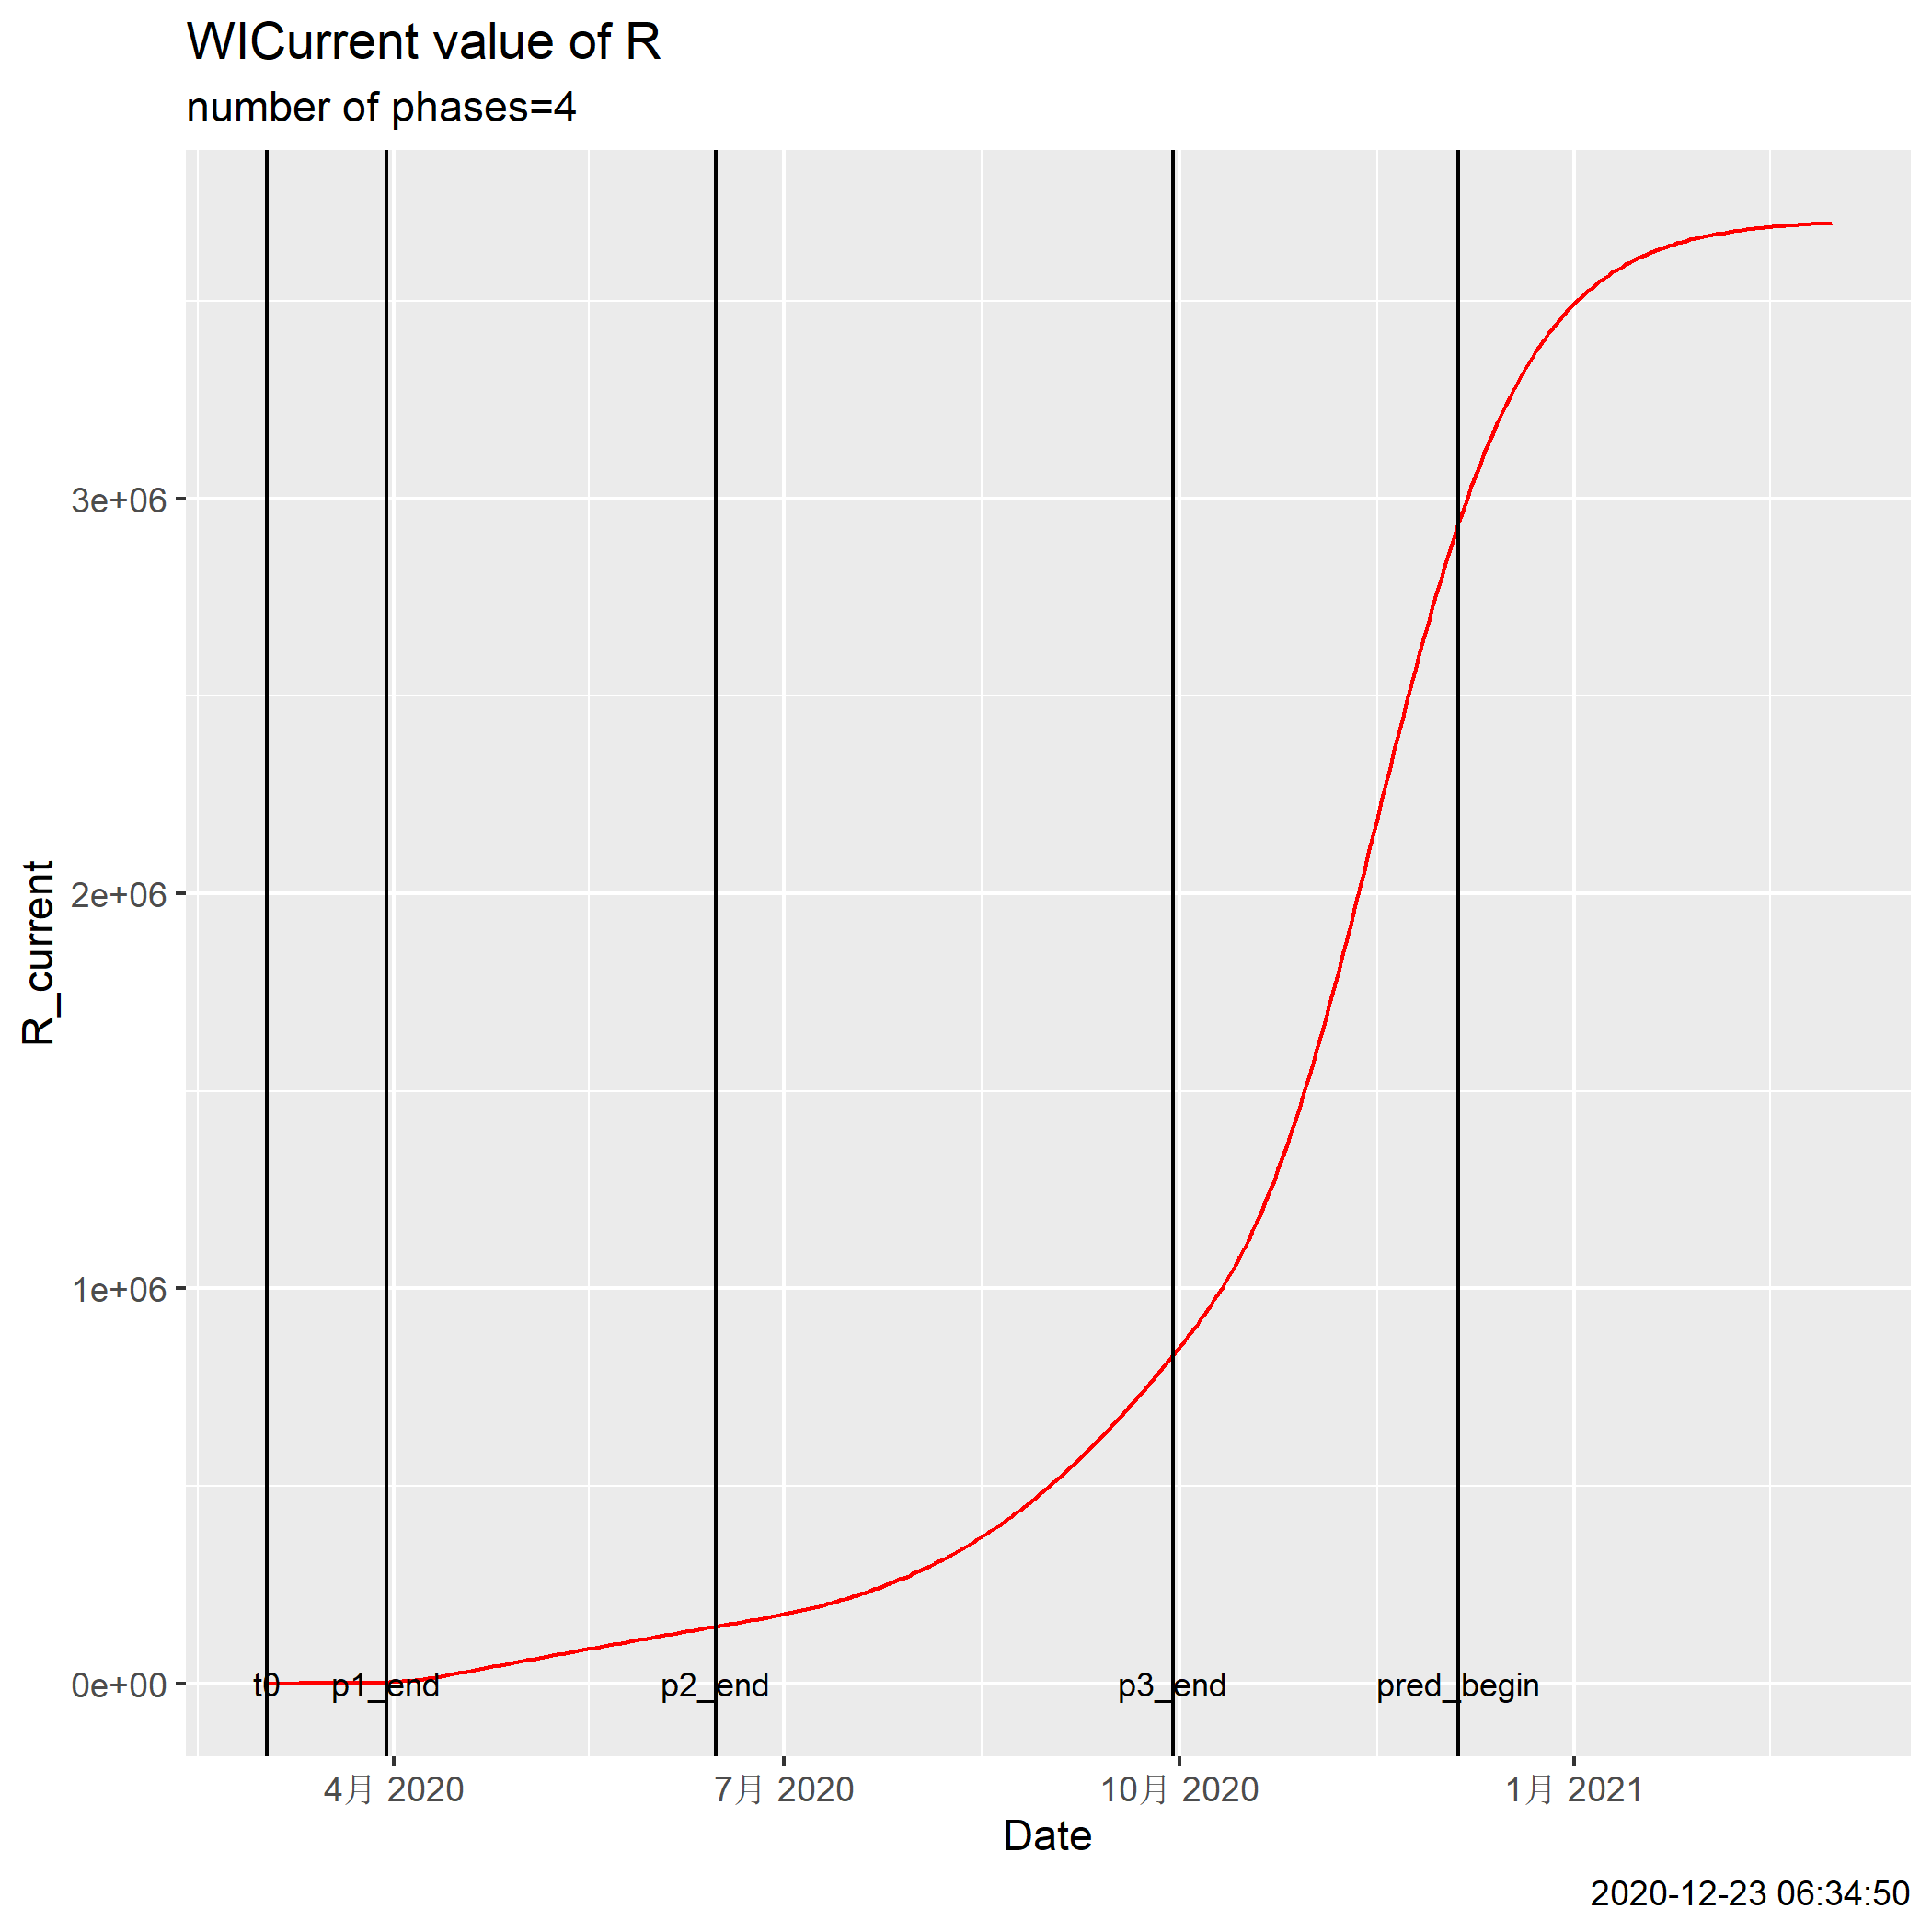 WICurrent value of R
number of phases=4
R_current
3e+06
2e+06
1e+06
0e+00
t0 p1_end p2_end p3_end pred_begin
4月 2020 7月 2020 10月 2020 1月 2021
Date
2020-12-23 06:34:50